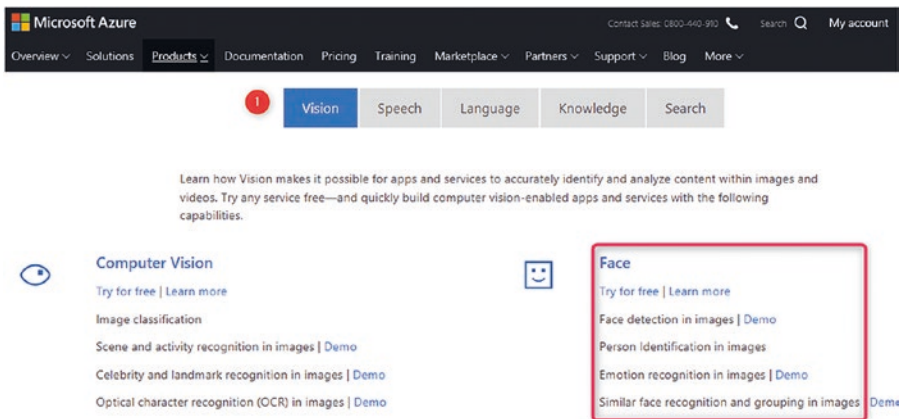 Microsoft Azure
Contact Sales: 0800-440-910 Search My account
Overview Solutions Products Documentation Pricing Training Marketplace Partners Support Blog More
1 Vision Speech Language Knowledge Search
Learn how Vision makes it possible for apps and services to accurately identify and analyze content within images and
videos. Try any service free—and quickly build computer vision-enabled apps and services with the following
capabilities.
Computer Vision
Try for free | Learn more
Image classification
Scene and activity recognition in images | Demo
Celebrity and landmark recognition in images | Demo
Optical character recognition (OCR) in images | Demo
Face
Try for free | Learn more
Face detection in images | Demo
Person Identification in images
Emotion recognition in images | Demo
Similar face recognition and grouping in images | Demo